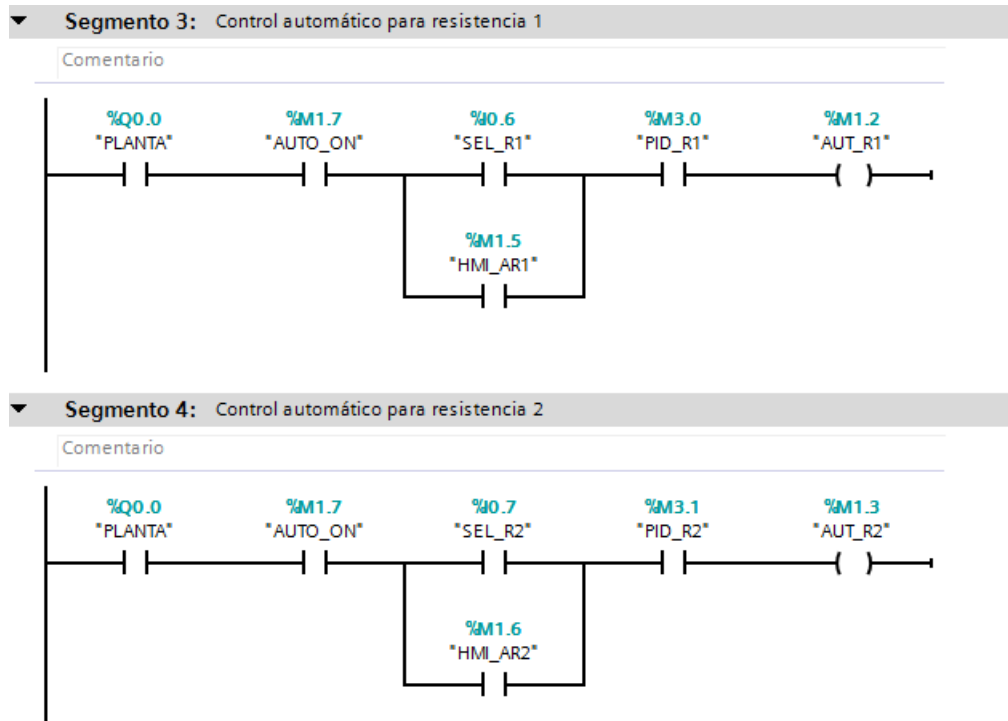 Segmento 3: Control automático para resistencia 1
Comentario
%Q0.0 %M1.7 %I0.6 %M3.0 %M1.2
"PLANTA" "AUTO_ON" "SEL_R1" "PID_R1" "AUT_R1"
%M1.5
"HMI_AR1"
Segmento 4: Control automático para resistencia 2
Comentario
%Q0.0 %M1.7 %I0.7 %M3.1 %M1.3
"PLANTA" "AUTO_ON" "SEL_R2" "PID_R2" "AUT_R2"
%M1.6
"HMI_AR2"